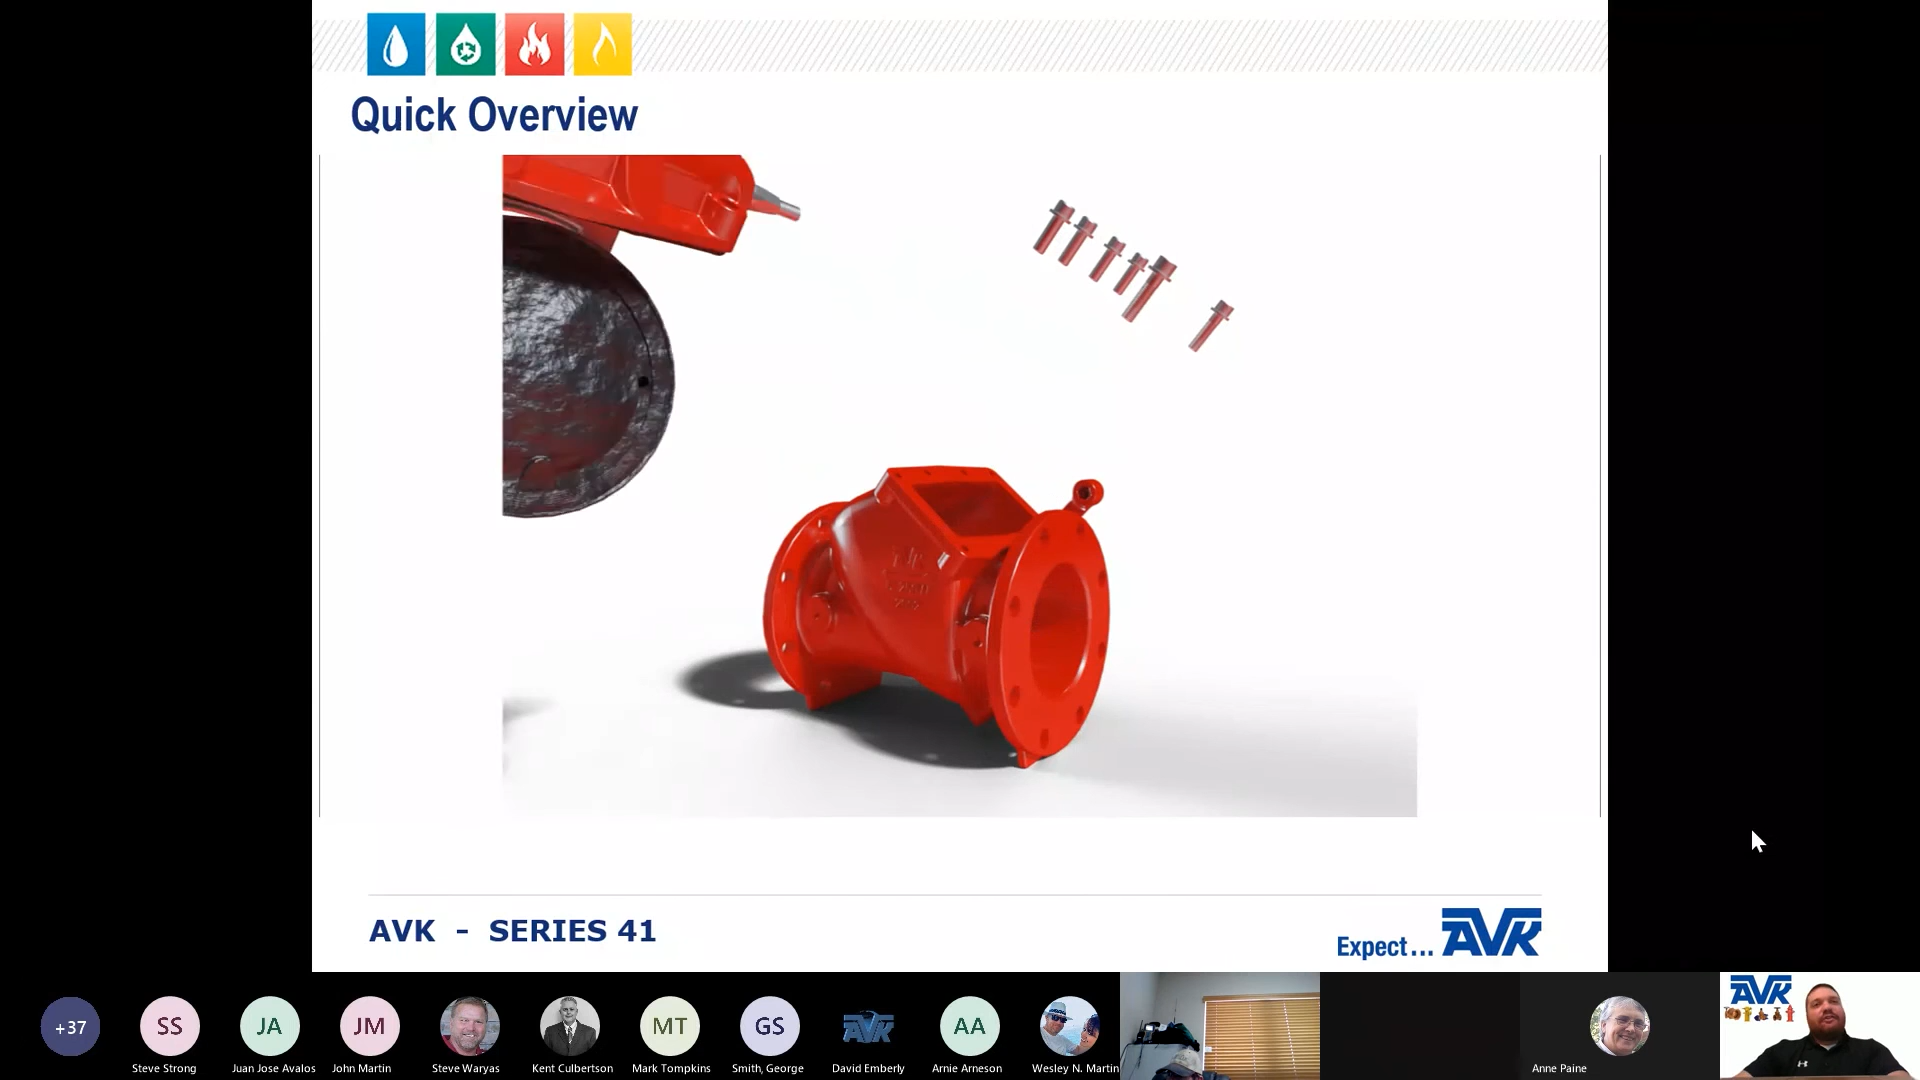 Quick Overview
AVK - SERIES 41
Expect... AVK
+37
SS
JA
JM
MT
GS
AVK
AA
AVK
Steve Strong
Juan Jose Avalos
John Martin
Steve Waryas
Kent Culbertson
Mark Tompkins
Smith, George
David Emberly
Arnie Arneson
Wesley N. Martin
Anne Paine